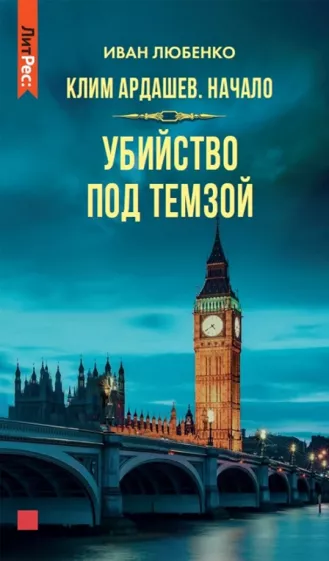 ЛитРес:
ИВАН ЛЮБЕНКО
КЛИМ АРДАШЕВ. НАЧАЛО
УБИЙСТВО
ПОД ТЕМЗОЙ